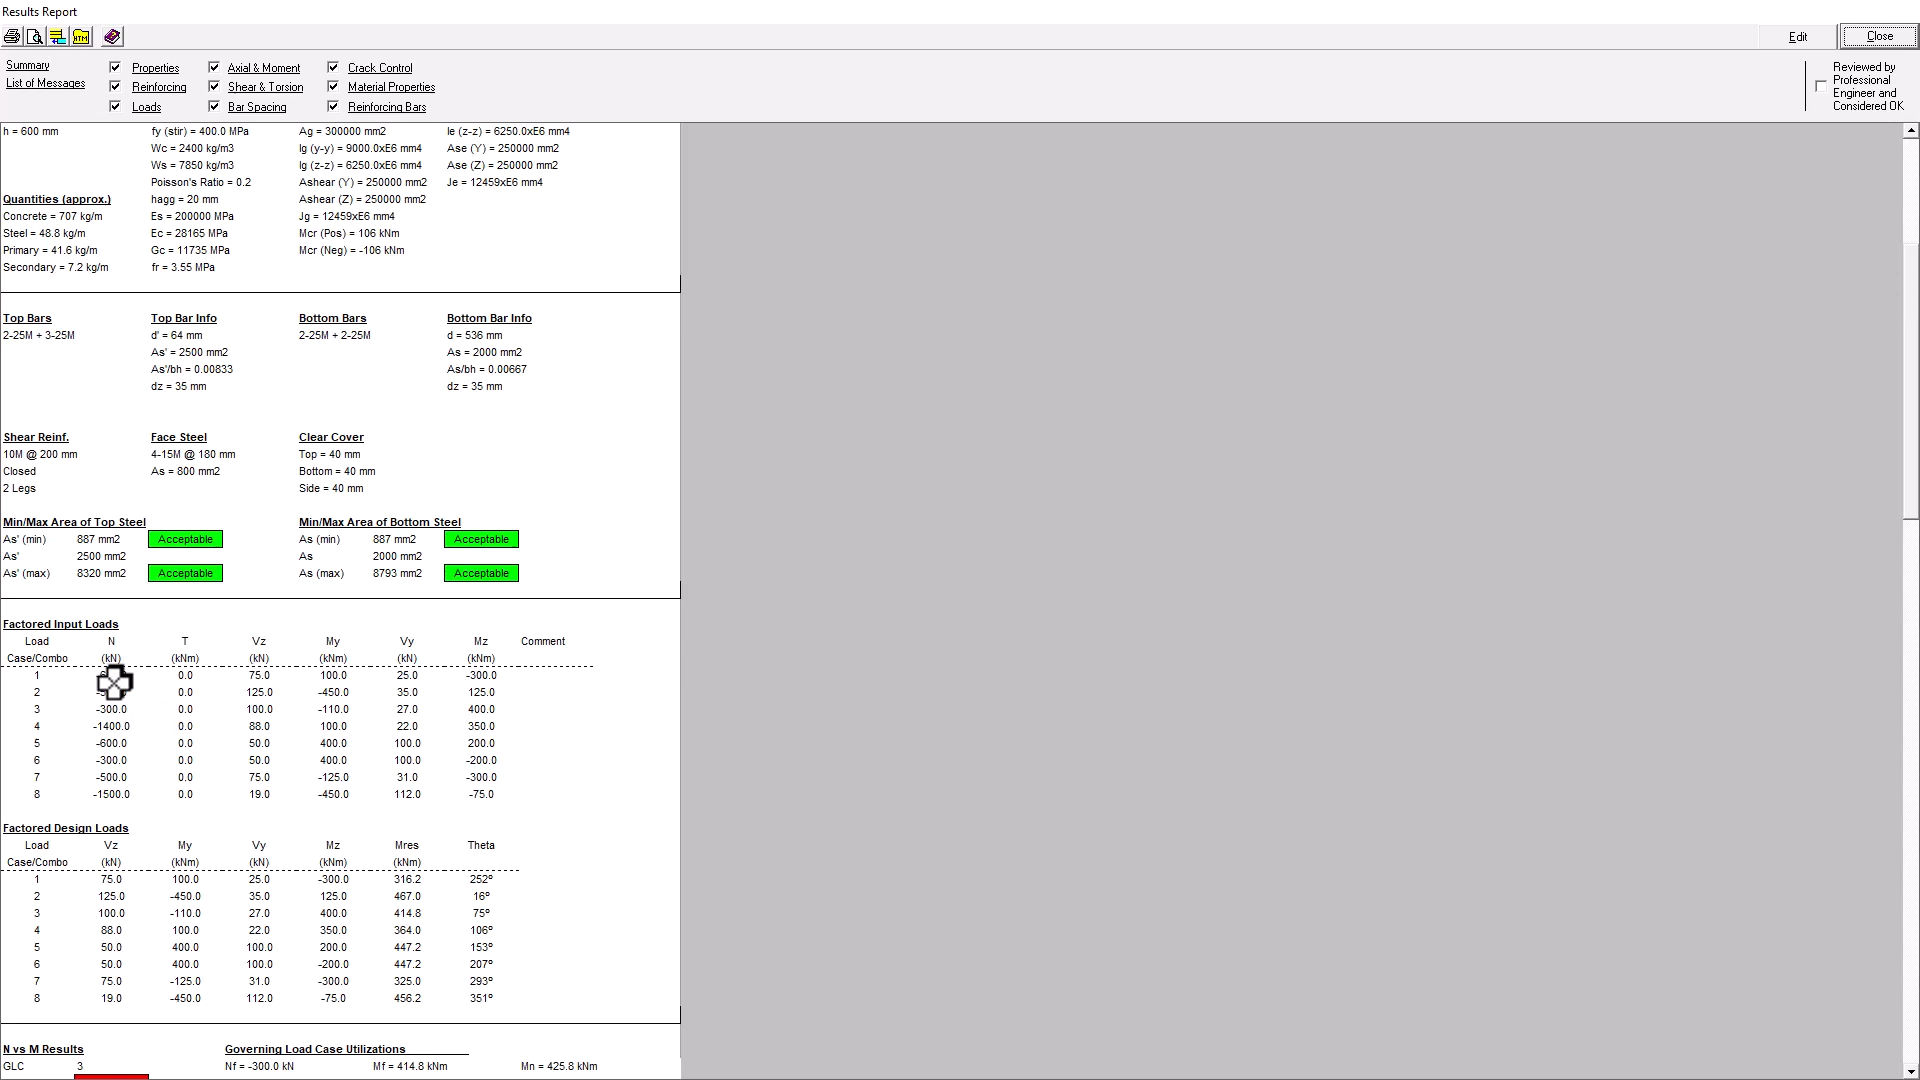 Results Report
Edit
Close
Summary
List of Messages
Properties
Reinforcing
Loads
Axial & Moment
Shear & Torsion
Bar Spacing
Crack Control
Material Properties
Reinforcing Bars
Reviewed by
Professional
Engineer and
Considered OK
h = 600 mm fy (stir) = 400.0 MPa Ag = 300000 mm2 Ie (z-z) = 6250.0xE6 mm4
Wc = 2400 kg/m3 Ig (y-y) = 9000.0xE6 mm4 Ase (Y) = 250000 mm2
Ws = 7850 kg/m3 Ig (z-z) = 6250.0xE6 mm4 Ase (Z) = 250000 mm2
Poisson's Ratio = 0.2 Ashear (Y) = 250000 mm2 Je = 12459xE6 mm4
Quantities (approx.) hagg = 20 mm Ashear (Z) = 250000 mm2
Concrete = 707 kg/m Es = 200000 MPa Jg = 12459xE6 mm4
Steel = 48.8 kg/m Ec = 28165 MPa Mcr (Pos) = 106 kNm
Primary = 41.6 kg/m Gc = 11735 MPa Mcr (Neg) = -106 kNm
Secondary = 7.2 kg/m fr = 3.55 MPa
Top Bars Top Bar Info Bottom Bars Bottom Bar Info
2-25M + 3-25M d' = 64 mm 2-25M + 2-25M d = 536 mm
As' = 2500 mm2 As = 2000 mm2
As'/bh = 0.00833 As/bh = 0.00667
dz = 35 mm dz = 35 mm
Shear Reinf. Face Steel Clear Cover
10M @ 200 mm 4-15M @ 180 mm Top = 40 mm
Closed As = 800 mm2 Bottom = 40 mm
2 Legs Side = 40 mm
Min/Max Area of Top Steel Min/Max Area of Bottom Steel
As' (min) 887 mm2 Acceptable As (min) 887 mm2 Acceptable
As' 2500 mm2 As 2000 mm2
As' (max) 8320 mm2 Acceptable As (max) 8793 mm2 Acceptable
Factored Input Loads
Load N T Vz My Vy Mz Comment
Case/Combo (kN) (kNm) (kN) (kNm) (kN) (kNm)
1 0.0 75.0 100.0 25.0 -300.0
2 0.0 125.0 -450.0 35.0 125.0
3 -300.0 0.0 100.0 -110.0 27.0 400.0
4 -1400.0 0.0 88.0 100.0 22.0 350.0
5 -600.0 0.0 50.0 400.0 100.0 200.0
6 -300.0 0.0 50.0 400.0 100.0 -200.0
7 -500.0 0.0 75.0 -125.0 31.0 -300.0
8 -1500.0 0.0 19.0 -450.0 112.0 -75.0
Factored Design Loads
Load Vz My Vy Mz Mres Theta
Case/Combo (kN) (kNm) (kN) (kNm) (kNm)
1 75.0 100.0 25.0 -300.0 316.2 252º
2 125.0 -450.0 35.0 125.0 467.0 16º
3 100.0 -110.0 27.0 400.0 414.8 75º
4 88.0 100.0 22.0 350.0 364.0 106º
5 50.0 400.0 100.0 200.0 447.2 153º
6 50.0 400.0 100.0 -200.0 447.2 207º
7 75.0 -125.0 31.0 -300.0 325.0 293º
8 19.0 -450.0 112.0 -75.0 456.2 351º
N vs M Results Governing Load Case Utilizations
GLC 3 Nf = -300.0 kN Mf = 414.8 kNm Mn = 425.8 kNm